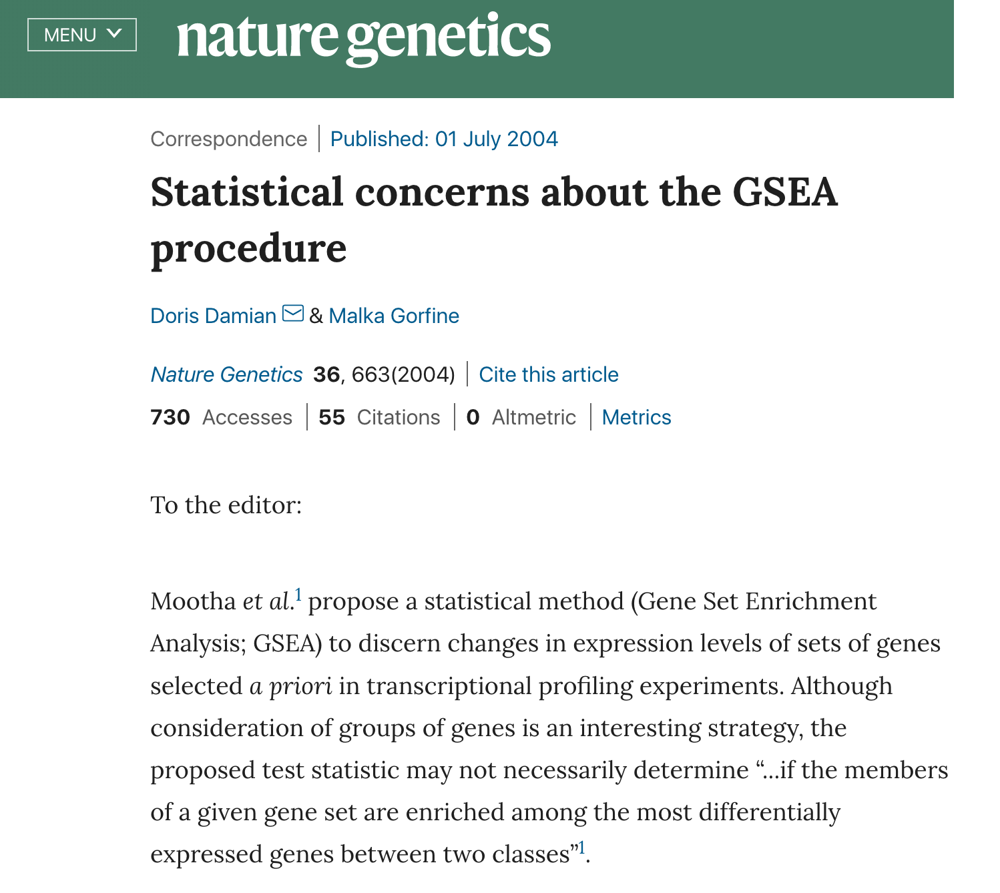 MENU
nature genetics
Correspondence | Published: 01 July 2004
Statistical concerns about the GSEA
procedure
Doris Damian & Malka Gorfine
Nature Genetics 36, 663(2004) | Cite this article
730 Accesses | 55 Citations | 0 Altmetric | Metrics
To the editor:
Mootha et al.1 propose a statistical method (Gene Set Enrichment
Analysis; GSEA) to discern changes in expression levels of sets of genes
selected a priori in transcriptional profiling experiments. Although
consideration of groups of genes is an interesting strategy, the
proposed test statistic may not necessarily determine “...if the members
of a given gene set are enriched among the most differentially
expressed genes between two classes”1.